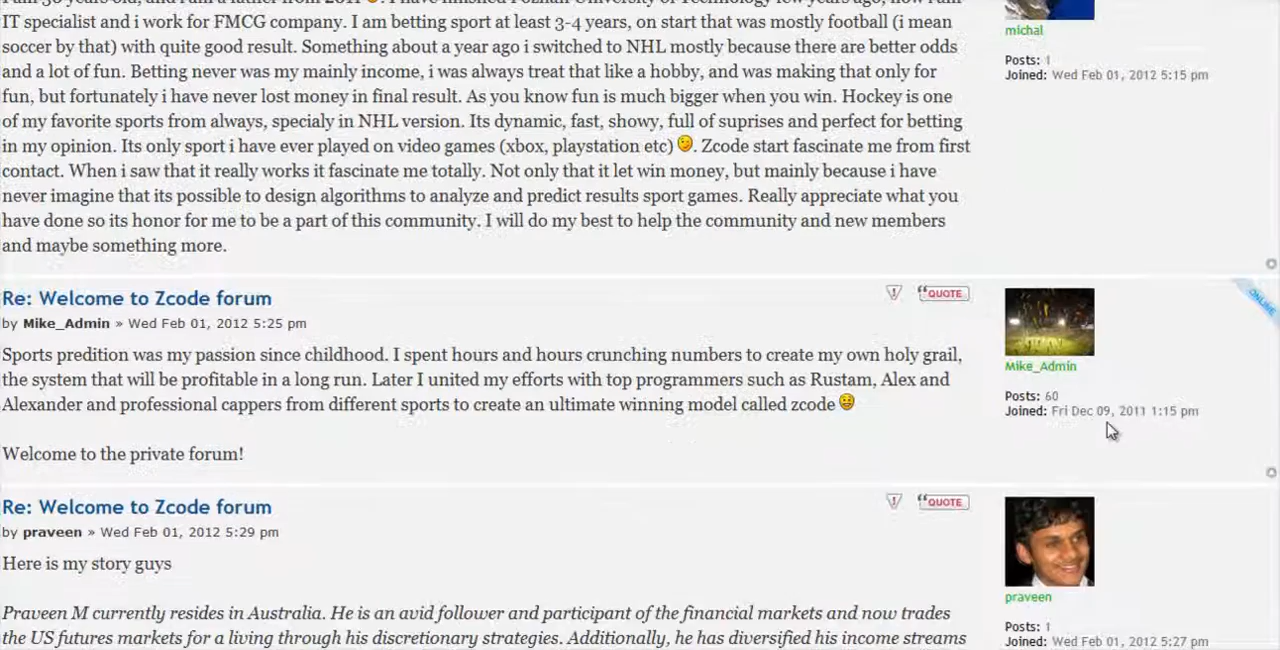 IT specialist and i work for FMCG company. I am betting sport at least 3-4 years, on start that was mostly football (i mean
soccer by that) with quite good result. Something about a year ago i switched to NHL mostly because there are better odds
and a lot of fun. Betting never was my mainly income, i was always treat that like a hobby, and was making that only for
fun, but fortunately i have never lost money in final result. As you know fun is much bigger when you win. Hockey is one
of my favorite sports from always, specialy in NHL version. Its dynamic, fast, showy, full of suprises and perfect for betting
in my opinion. Its only sport i have ever played on video games (xbox, playstation etc) . Zcode start fascinate me from first
contact. When i saw that it really works it fascinate me totally. Not only that it let win money, but mainly because i have
never imagine that its possible to design algorithms to analyze and predict results sport games. Really appreciate what you
have done so its honor for me to be a part of this community. I will do my best to help the community and new members
and maybe something more.
michal
Posts: 1
Joined: Wed Feb 01, 2012 5:15 pm
Re: Welcome to Zcode forum
QUOTE
by Mike_Admin » Wed Feb 01, 2012 5:25 pm
Sports predition was my passion since childhood. I spent hours and hours crunching numbers to create my own holy grail,
the system that will be profitable in a long run. Later I united my efforts with top programmers such as Rustam, Alex and
Alexander and professional cappers from different sports to create an ultimate winning model called zcode
Welcome to the private forum!
ONLINE
Mike_Admin
Posts: 60
Joined: Fri Dec 09, 2011 1:15 pm
Re: Welcome to Zcode forum
QUOTE
by praveen » Wed Feb 01, 2012 5:29 pm
Here is my story guys
Praveen M currently resides in Australia. He is an avid follower and participant of the financial markets and now trades
the US futures markets for a living through his discretionary strategies. Additionally, he has diversified his income streams
praveen
Posts: 1
Joined: Wed Feb 01, 2012 5:27 pm